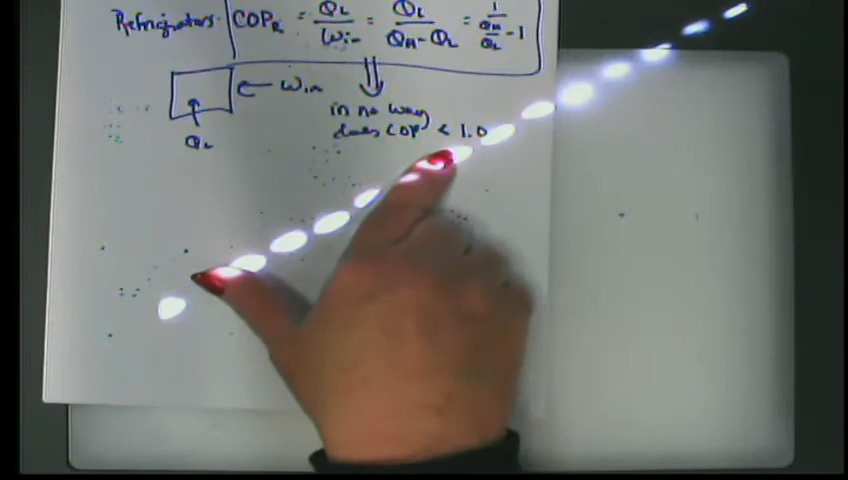 Refrigerators- COP_R = Q_L / W_in = Q_L / Q_H - Q_L = 1 / Q_H / Q_L - 1
W_in
in no way
does COP < 1.0
Q_L